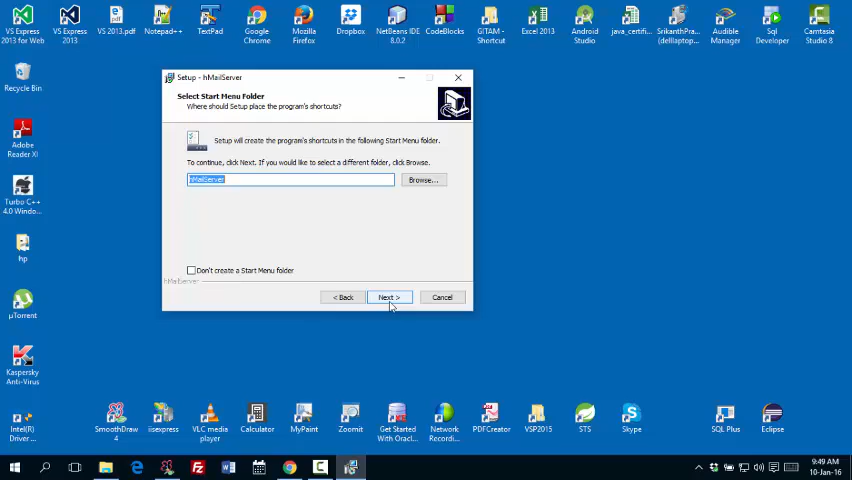 VS Express
2013 for Web
VS Express
2013
VS 2013.pdf
Notepad++
TextPad
Google
Chrome
Mozilla
Firefox
Dropbox
NetBeans IDE
8.0.2
CodeBlocks
GITAM -
Shortcut
Excel 2013
Android
Studio
java_certifi...
SrikanthPra...
(delllaptop...
Audible
Manager
Sql
Developer
Camtasia
Studio 8
Recycle Bin
Adobe
Reader XI
Turbo C++
4.0 Windo...
hp
µTorrent
Kaspersky
Anti-Virus
Intel(R)
Driver ...
Setup - hMailServer
Select Start Menu Folder
Where should Setup place the program's shortcuts?
Setup will create the program's shortcuts in the following Start Menu folder.
To continue, click Next. If you would like to select a different folder, click Browse.
hMailServer
Browse...
Don't create a Start Menu folder
hMailServer
< Back
Next >
Cancel
SmoothDraw
4
iisexpress
VLC media
player
Calculator
MyPaint
Zoomit
Get Started
With Oracl...
Network
Recordi...
PDFCreator
VSP2015
STS
Skype
SQL Plus
Eclipse
9:49 AM
10-Jan-16